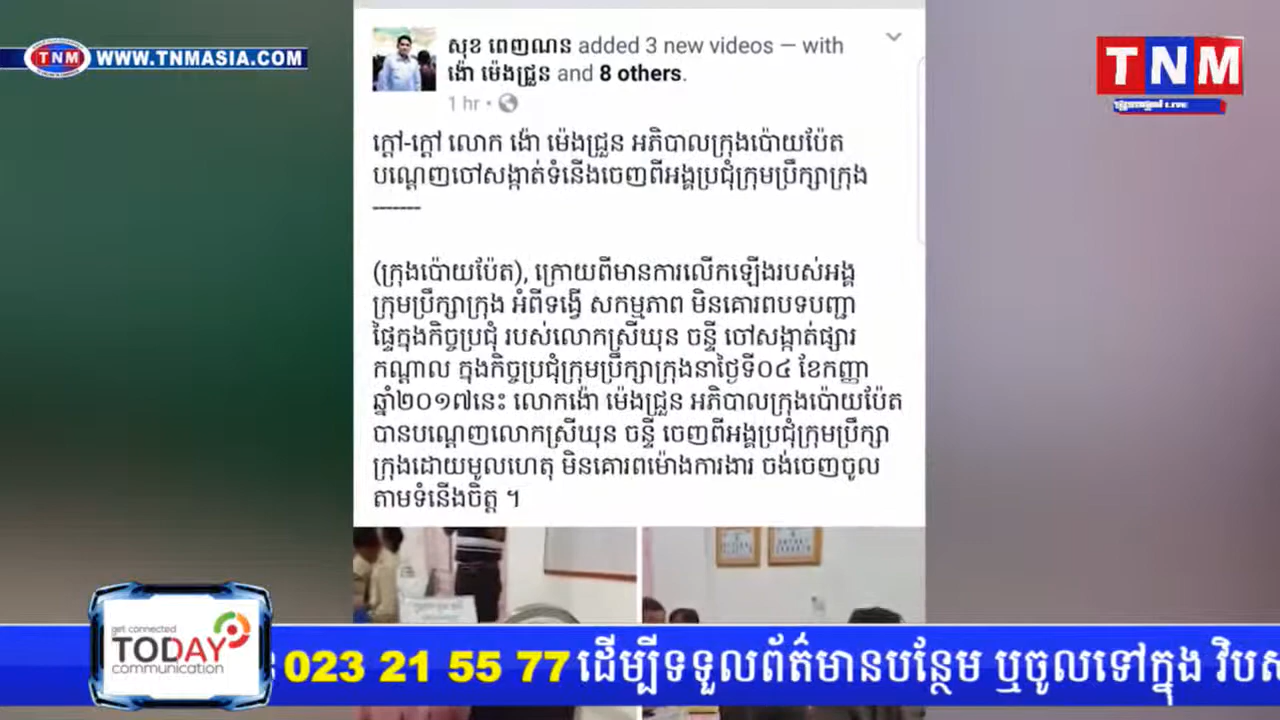 TNM
WWW.TNMASIA.COM
TNM
សុខ ពេញណន added 3 new videos — with
ង៉ោ ម៉េងជ្រួន and 8 others.
1 hr
ក្តៅ-ក្តៅ លោក ង៉ោ ម៉េងជ្រួន អភិបាលក្រុងប៉ោយប៉ែត
បណ្តេញចៅសង្កាត់ទំនើងចេញពីអង្គប្រជុំក្រុមប្រឹក្សាក្រុង
-------
(ក្រុងប៉ោយប៉ែត), ក្រោយពីមានការលើកឡើងរបស់អង្គ
ក្រុមប្រឹក្សាក្រុង អំពីទង្វើ សកម្មភាព មិនគោរពបទបញ្ជា
ផ្ទៃក្នុងកិច្ចប្រជុំ របស់លោកស្រីឃុន ចន្ទី ចៅសង្កាត់ផ្សារ
កណ្តាល ក្នុងកិច្ចប្រជុំក្រុមប្រឹក្សាក្រុងនាថ្ងៃទី០៤ ខែកញ្ញា
ឆ្នាំ២០១៧នេះ លោកង៉ោ ម៉េងជ្រួន អភិបាលក្រុងប៉ោយប៉ែត
បានបណ្តេញលោកស្រីឃុន ចន្ទី ចេញពីអង្គប្រជុំក្រុមប្រឹក្សា
ក្រុងដោយមូលហេតុ មិនគោរពម៉ោងការងារ ចង់ចេញចូល
តាមទំនើងចិត្ត ។
get connected
TODAY
communication
023 21 55 77 ដើម្បីទទួលព័ត៌មានបន្ថែម ឬចូលទៅក្នុង វិបស